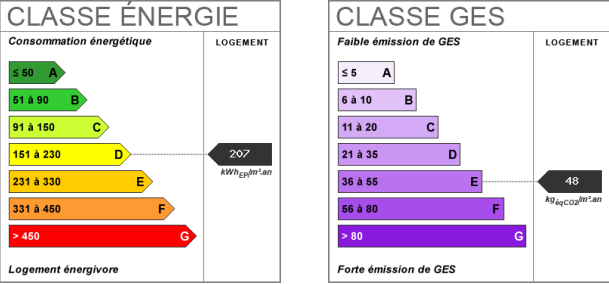 CLASSE ÉNERGIE
Consommation énergétique
LOGEMENT
≤ 50 A
51 à 90 B
91 à 150 C
151 à 230 D
207
kWhEP/m².an
231 à 330 E
331 à 450 F
> 450 G
Logement énergivore
CLASSE GES
Faible émission de GES
LOGEMENT
≤ 5 A
6 à 10 B
11 à 20 C
21 à 35 D
36 à 55 E
48
kgéqCO2/m².an
56 à 80 F
> 80 G
Forte émission de GES